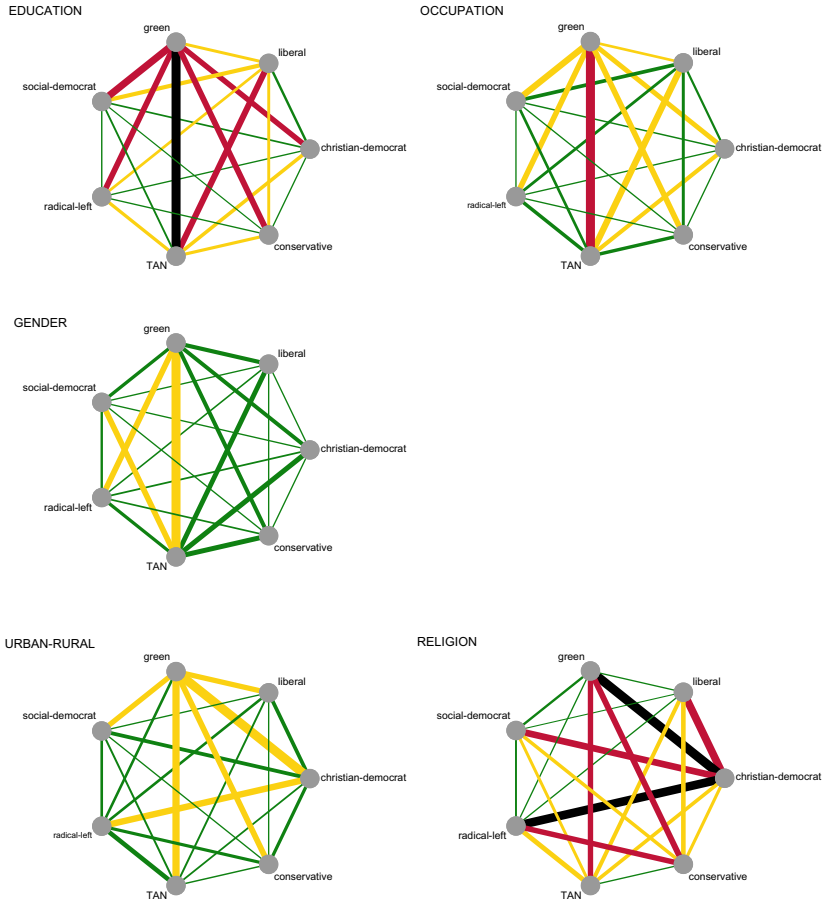 EDUCATION
green
liberal
social-democrat
christian-democrat
radical-left
conservative
TAN
OCCUPATION
green
liberal
social-democrat
christian-democrat
radical-left
conservative
TAN
GENDER
green
liberal
social-democrat
christian-democrat
radical-left
conservative
TAN
URBAN-RURAL
green
liberal
social-democrat
christian-democrat
radical-left
conservative
TAN
RELIGION
green
liberal
social-democrat
christian-democrat
radical-left
conservative
TAN